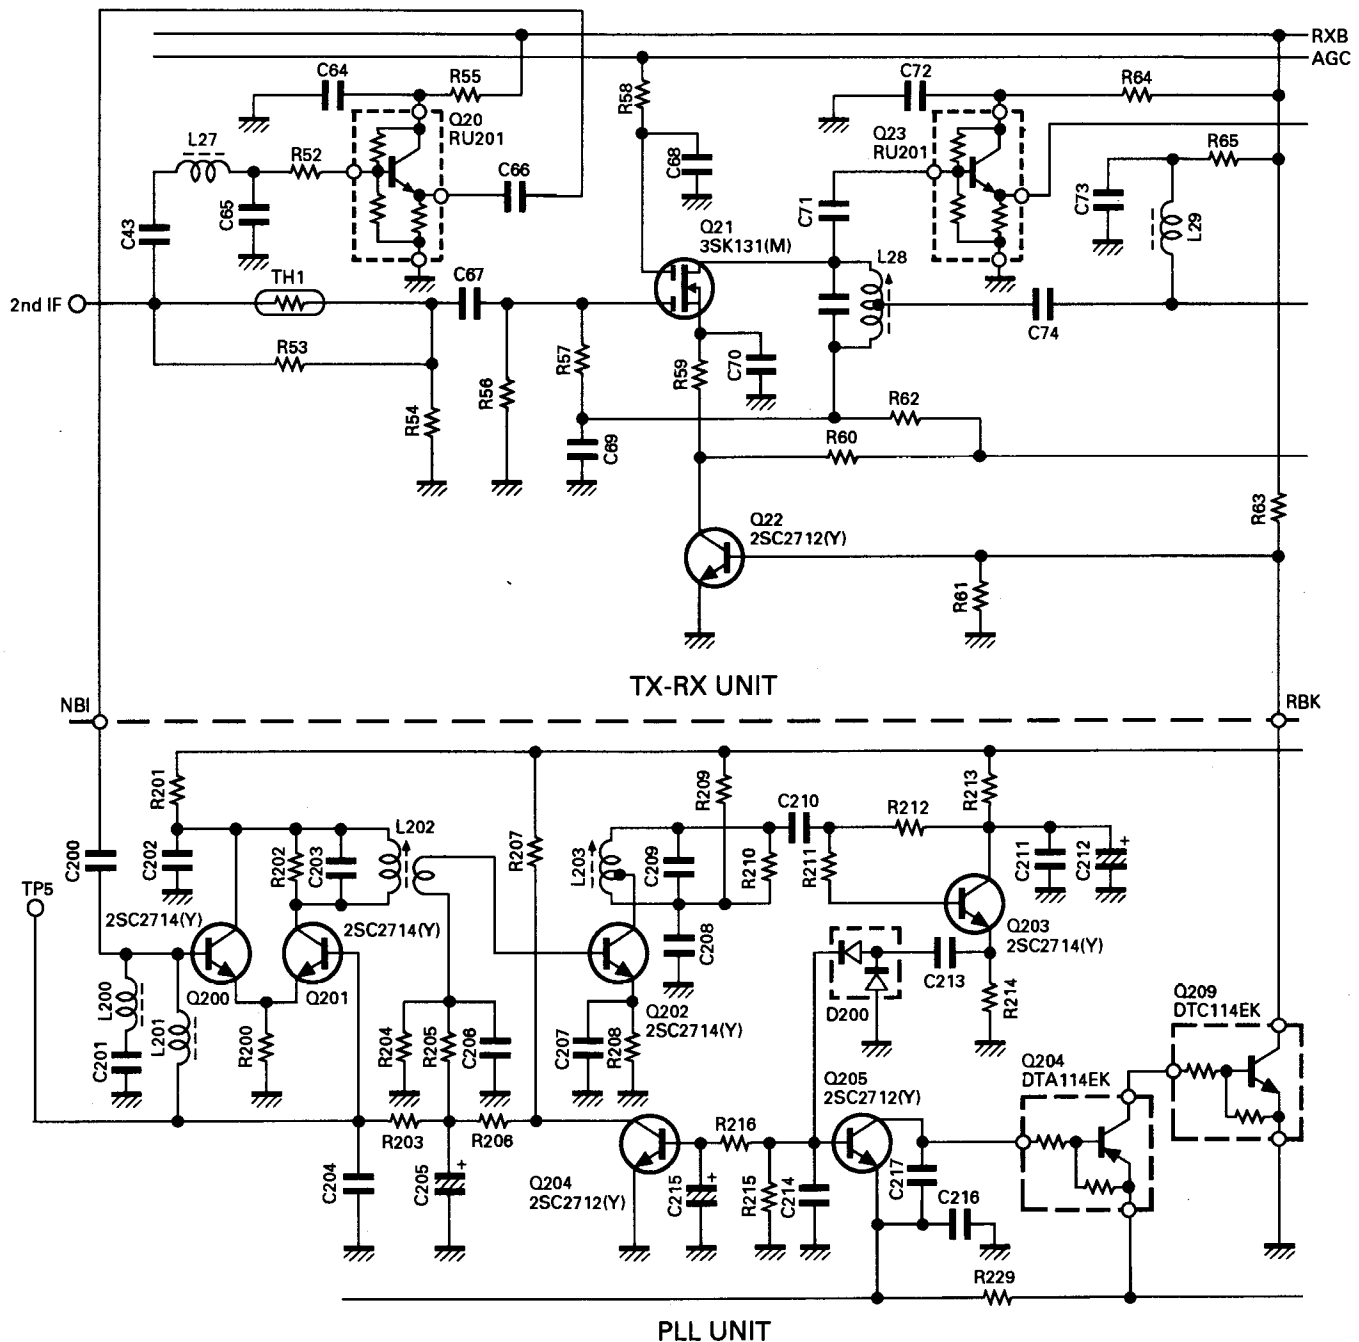 RXB
AGC
C64
R55
R58
C72
R64
Q20
RU201
Q23
RU201
R65
L27
R52
C66
C68
C65
C71
C73
L29
C43
Q21
3SK131(M)
L28
2nd IF
TH1
C67
C74
R53
R57
R59
C70
R54
R56
R62
C69
R60
R63
Q22
2SC2712(Y)
R61
TX-RX UNIT
NBI
RBK
R201
R209
R213
C210
R212
C200
C202
R202
C203
L202
R207
L203
C209
R210
R211
C211
C212
+
TP5
2SC2714(Y)
2SC2714(Y)
Q203
2SC2714(Y)
C208
C213
Q200
Q201
D200
R214
L200
L201
Q202
2SC2714(Y)
Q209
DTC114EK
C201
R200
R204
R205
C206
C207
R208
Q204
DTA114EK
Q205
2SC2712(Y)
R203
R206
R216
C204
C205
+
Q204
2SC2712(Y)
C215
+
R215
C214
C217
C216
R229
PLL UNIT